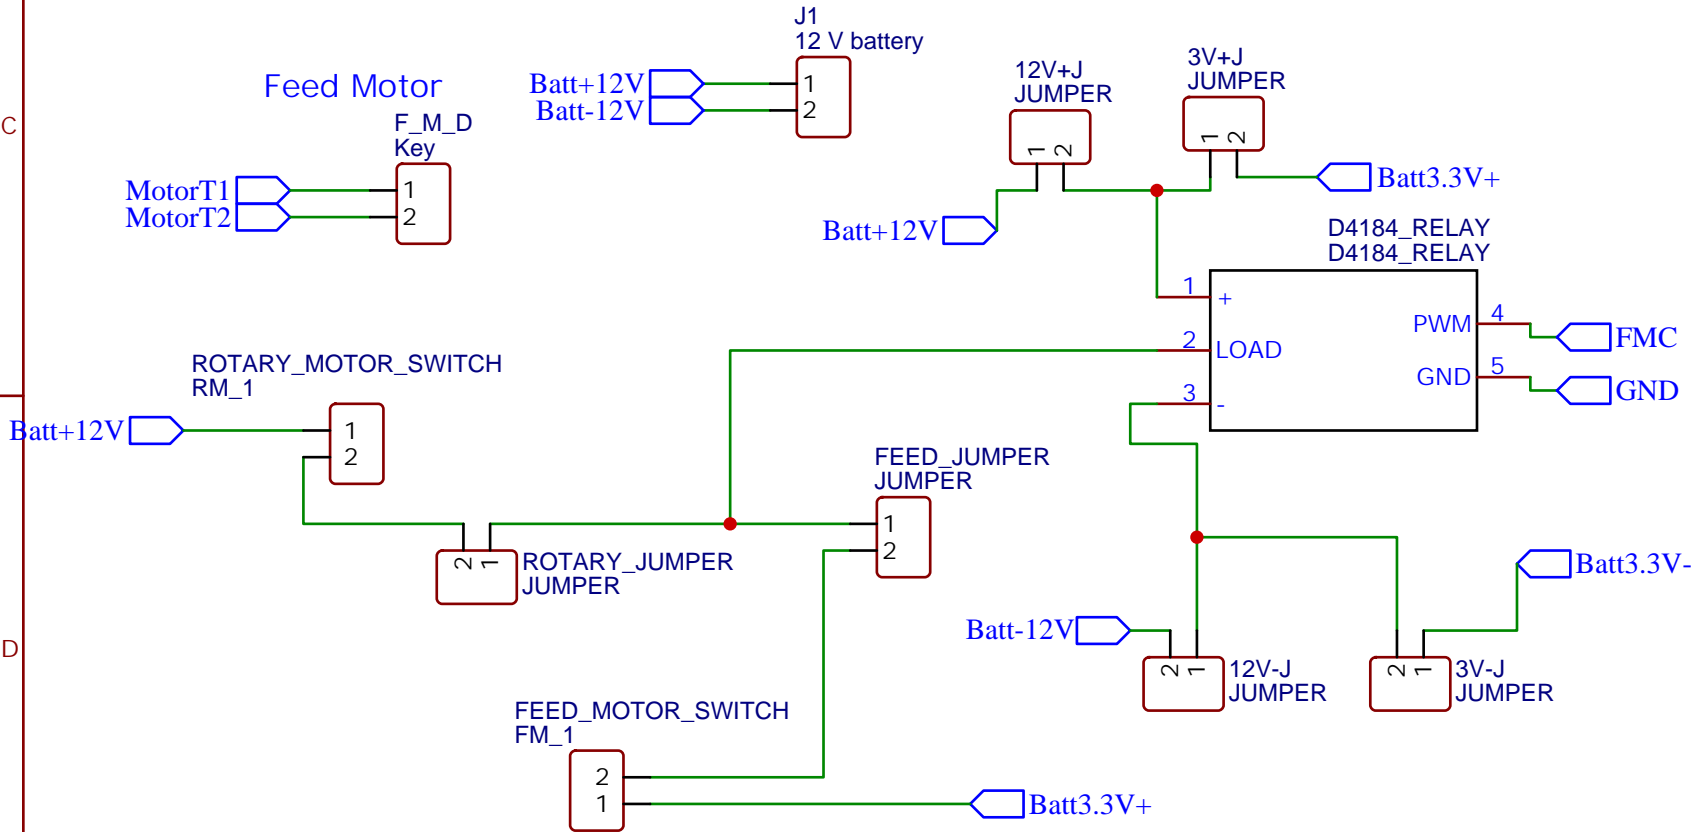 J1
12 V battery
Batt+12V
1
Batt-12V
2
Feed Motor
F_M_D
Key
MotorT1
1
MotorT2
2
12V+J
JUMPER
1
2
Batt+12V
3V+J
JUMPER
1
2
Batt3.3V+
C
D4184_RELAY
D4184_RELAY
1
+
2
LOAD
3
-
PWM
4
FMC
GND
5
GND
ROTARY_MOTOR_SWITCH
RM_1
Batt+12V
1
2
FEED_JUMPER
JUMPER
1
2
2
1
ROTARY_JUMPER
JUMPER
Batt3.3V-
Batt-12V
2
1
12V-J
JUMPER
2
1
3V-J
JUMPER
D
FEED_MOTOR_SWITCH
FM_1
2
1
Batt3.3V+